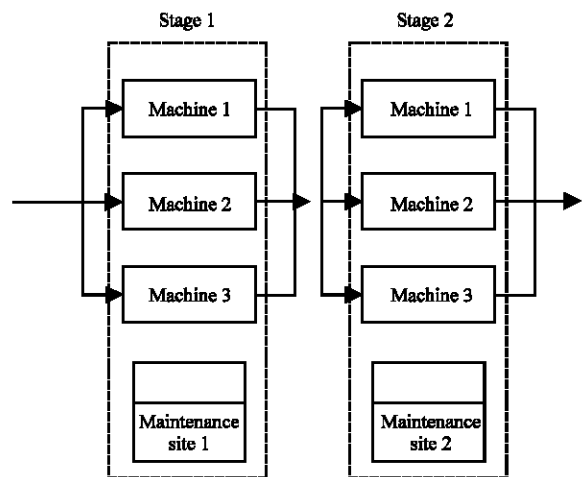 Stage 1
Machine 1
Machine 2
Machine 3
Maintenance
site 1
Stage 2
Machine 1
Machine 2
Machine 3
Maintenance
site 2